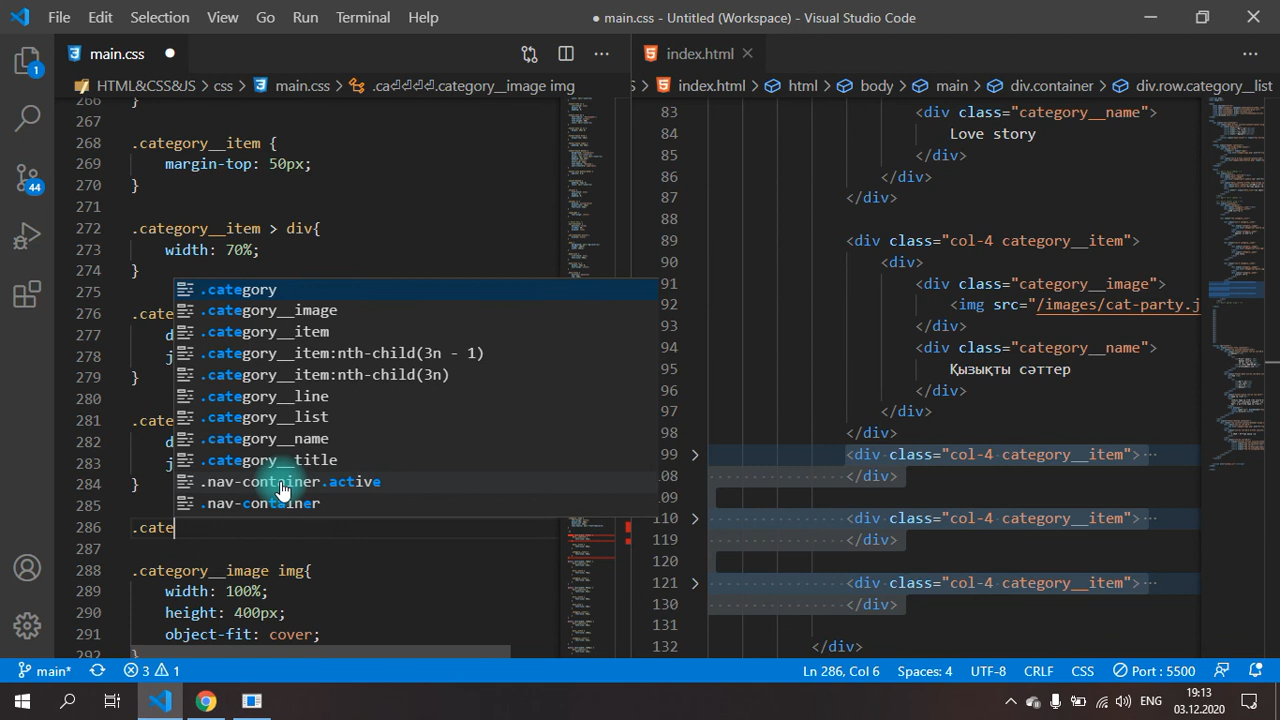 File Edit Selection View Go Run Terminal Help
● main.css - Untitled (Workspace) - Visual Studio Code
main.css ●
index.html
HTML&CSS&JS > css > main.css > .ca⏎⏎⏎⏎.category__image img
S > index.html > html > body > main > div.container > div.row.category__list
1
44
266 }
267
268 .category__item {
269 margin-top: 50px;
270 }
271
272 .category__item > div{
273 width: 70%;
274 }
275
276 .ca
277 d
278 j
279 }
280
281 .cate
282 d
283 j
284 }
285
286 .cate
287
288 .category__image img{
289 width: 100%;
290 height: 400px;
291 object-fit: cover;
292 }
.category
.category__image
.category__item
.category__item:nth-child(3n - 1)
.category__item:nth-child(3n)
.category__line
.category__list
.category__name
.category__title
.nav-container.active
.nav-container
83 <div class="category__name">
84 Love story
85 </div>
86 </div>
87 </div>
88
89 <div class="col-4 category__item">
90 <div>
91 <div class="category__image">
92 <img src="/images/cat-party.j
93 </div>
94 <div class="category__name">
95 Қызықты сәттер
96 </div>
97 </div>
98 </div>
99 <div class="col-4 category__item">
108 </div>
109
110 <div class="col-4 category__item">
119 </div>
120
121 <div class="col-4 category__item">
130 </div>
131
132 </div>
main* 3 1
Ln 286, Col 6 Spaces: 4 UTF-8 CRLF CSS Port : 5500
ENG
19:13
03.12.2020